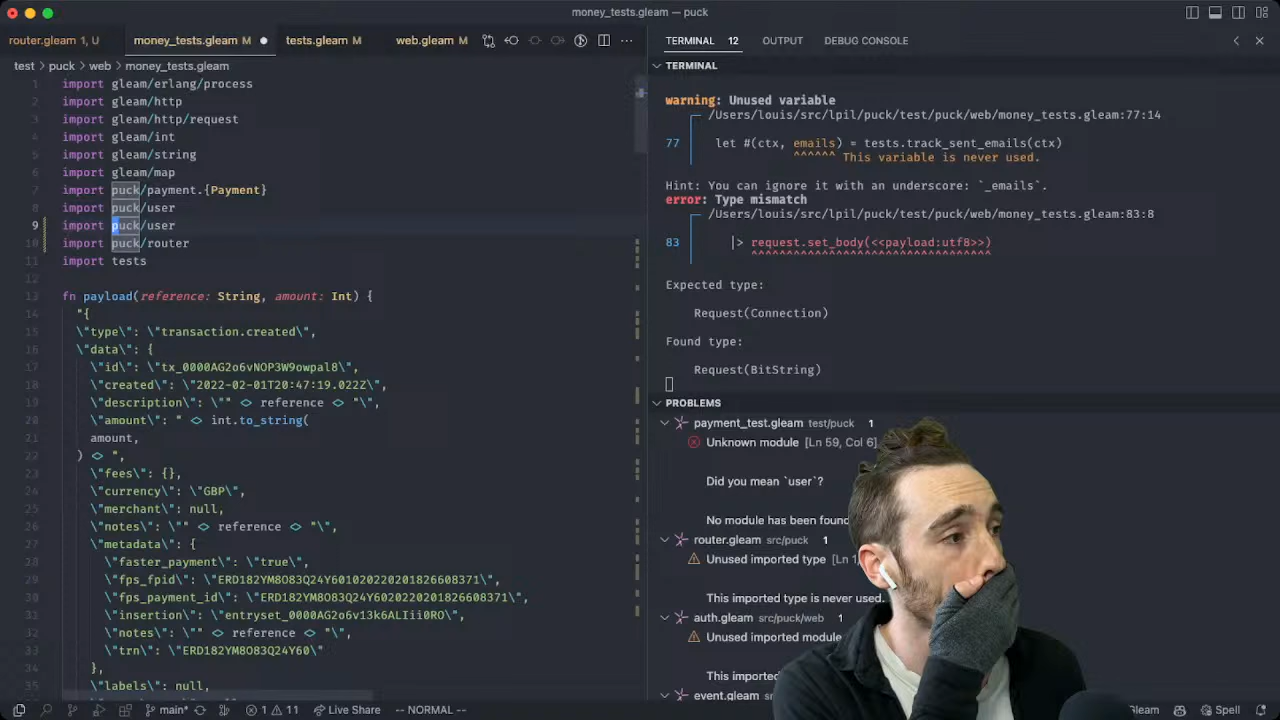 money_tests.gleam — puck
router.gleam 1, U
money_tests.gleam M
tests.gleam M
web.gleam M
test > puck > web > money_tests.gleam
1 import gleam/erlang/process
2 import gleam/http
3 import gleam/http/request
4 import gleam/int
5 import gleam/string
6 import gleam/map
7 import puck/payment.{Payment}
8 import puck/user
9 import puck/user
10 import puck/router
11 import tests
12
13 fn payload(reference: String, amount: Int) {
14 "{
15 \"type\": \"transaction.created\",
16 \"data\": {
17 \"id\": \"tx_0000AG2o6vNOP3W9owpal8\",
18 \"created\": \"2022-02-01T20:47:19.022Z\",
19 \"description\": \"" <> reference <> "\",
20 \"amount\": " <> int.to_string(
21 amount,
22 ) <> ",
23 \"fees\": {},
24 \"currency\": \"GBP\",
25 \"merchant\": null,
26 \"notes\": \"" <> reference <> "\",
27 \"metadata\": {
28 \"faster_payment\": \"true\",
29 \"fps_fpid\": \"ERD182YM8O83Q24Y601020220201826608371\",
30 \"fps_payment_id\": \"ERD182YM8O83Q24Y6020220201826608371\",
31 \"insertion\": \"entryset_0000AG2o6v13k6ALIii0RO\",
32 \"notes\": \"" <> reference <> "\",
33 \"trn\": \"ERD182YM8O83Q24Y60\"
34 },
35 \"labels\": null,
main*
1 11
Live Share
-- NORMAL --
TERMINAL 12
OUTPUT
DEBUG CONSOLE
TERMINAL
warning: Unused variable
/Users/louis/src/lpil/puck/test/puck/web/money_tests.gleam:77:14
77 let #(ctx, emails) = tests.track_sent_emails(ctx)
^^^^^^ This variable is never used.
Hint: You can ignore it with an underscore: `_emails`.
error: Type mismatch
/Users/louis/src/lpil/puck/test/puck/web/money_tests.gleam:83:8
83 |> request.set_body(<<payload:utf8>>)
^^^^^^^^^^^^^^^^^^^^^^^^^^^^^^^^^^
Expected type:
Request(Connection)
Found type:
Request(BitString)
PROBLEMS
payment_test.gleam test/puck 1
Unknown module [Ln 59, Col 6]
Did you mean `user`?
No module has been found
router.gleam src/puck 1
Unused imported type [Ln 1
This imported type is never used.
auth.gleam src/puck/web 1
Unused imported module
This imported
event.gleam src/puck
Gleam
Spell